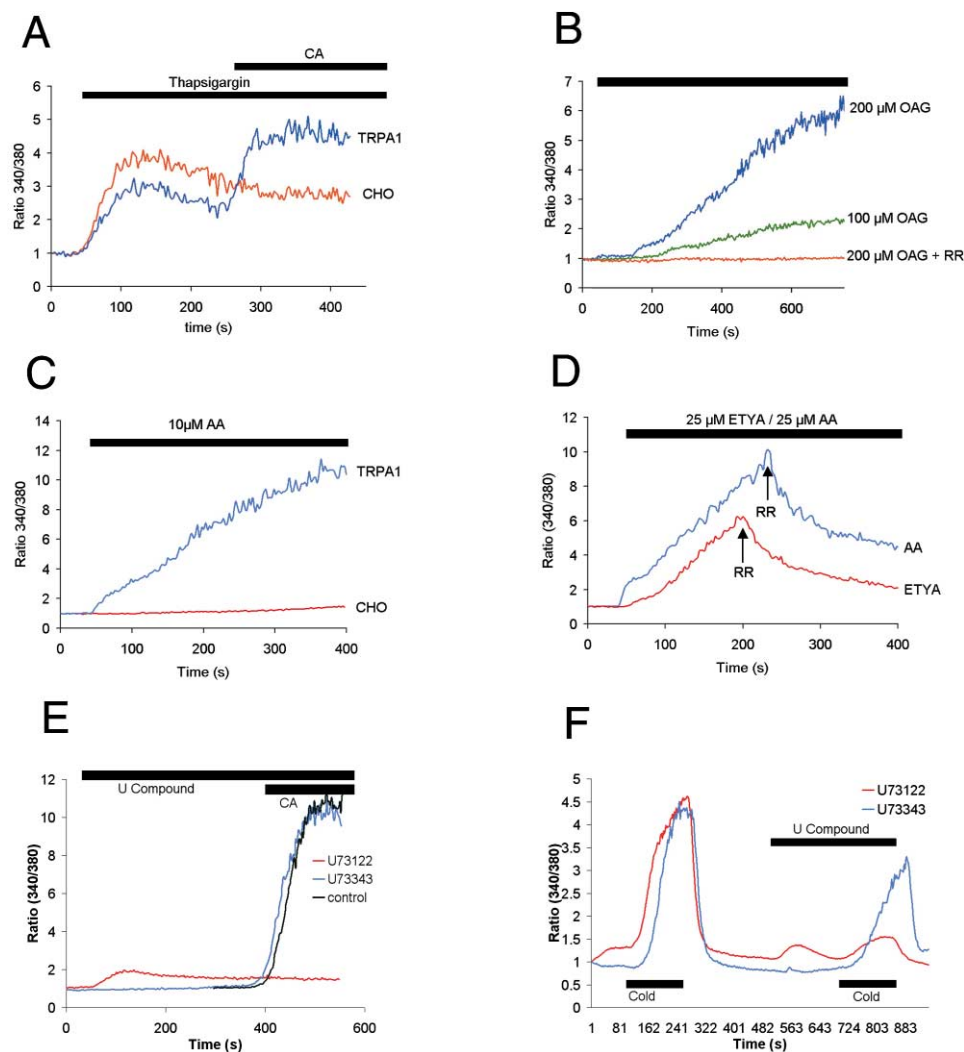 A
CA
Thapsigargin
Ratio 340/380
6
5
4
3
2
1
0
TRPA1
CHO
0 100 200 300 400
time (s)
B
Ratio 340/380
7
6
5
4
3
2
1
0
200 µM OAG
100 µM OAG
200 µM OAG + RR
0 200 400 600
Time (s)
C
10µM AA
Ratio 340/380
14
12
10
8
6
4
2
0
TRPA1
CHO
0 100 200 300 400
Time (s)
D
25 µM ETYA / 25 µM AA
Ratio (340/380)
12
10
8
6
4
2
0
RR
RR
AA
ETYA
0 100 200 300 400
Time (s)
E
U Compound
CA
Ratio (340/380)
12
10
8
6
4
2
0
U73122
U73343
control
0 200 400 600
Time (s)
F
U73122
U73343
U Compound
Ratio (340/380)
5
4.5
4
3.5
3
2.5
2
1.5
1
0.5
0
Cold
Cold
1 81 162 241 322 401 482 563 643 724 803 883
Time (s)